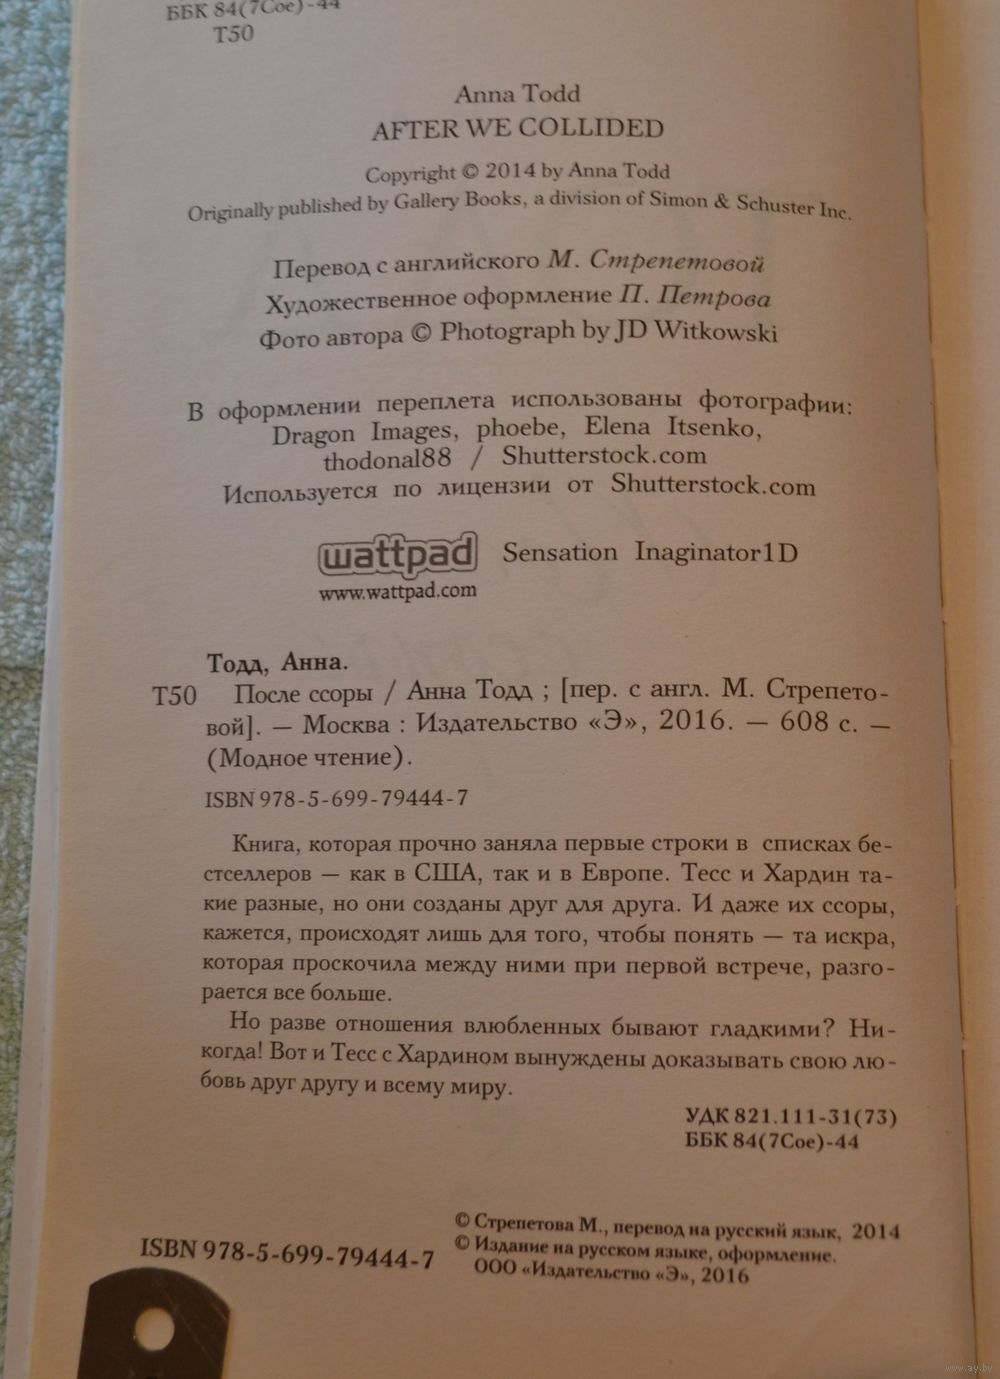 ББК 84(7Сое)-44
Т50
Anna Todd
AFTER WE COLLIDED
Copyright © 2014 by Anna Todd
Originally published by Gallery Books, a division of Simon & Schuster Inc.
Перевод с английского М. Стрепетовой
Художественное оформление П. Петрова
Фото автора © Photograph by JD Witkowski
В оформлении переплета использованы фотографии:
Dragon Images, phoebe, Elena Itsenko,
thodonal88 / Shutterstock.com
Используется по лицензии от Shutterstock.com
wattpad Sensation Inaginator1D
www.wattpad.com
Тодд, Анна.
Т50 После ссоры / Анна Тодд ; [пер. с англ. М. Стрепето-
вой]. — Москва : Издательство «Э», 2016. — 608 с. —
(Модное чтение).
ISBN 978-5-699-79444-7
Книга, которая прочно заняла первые строки в списках бе-
стселлеров — как в США, так и в Европе. Тесс и Хардин та-
кие разные, но они созданы друг для друга. И даже их ссоры,
кажется, происходят лишь для того, чтобы понять — та искра,
которая проскочила между ними при первой встрече, разго-
рается все больше.
Но разве отношения влюбленных бывают гладкими? Ни-
когда! Вот и Тесс с Хардином вынуждены доказывать свою лю-
бовь друг другу и всему миру.
УДК 821.111-31(73)
ББК 84(7Сое)-44
ISBN 978-5-699-79444-7
© Стрепетова М., перевод на русский язык, 2014
© Издание на русском языке, оформление.
ООО «Издательство «Э», 2016
www.ay.by